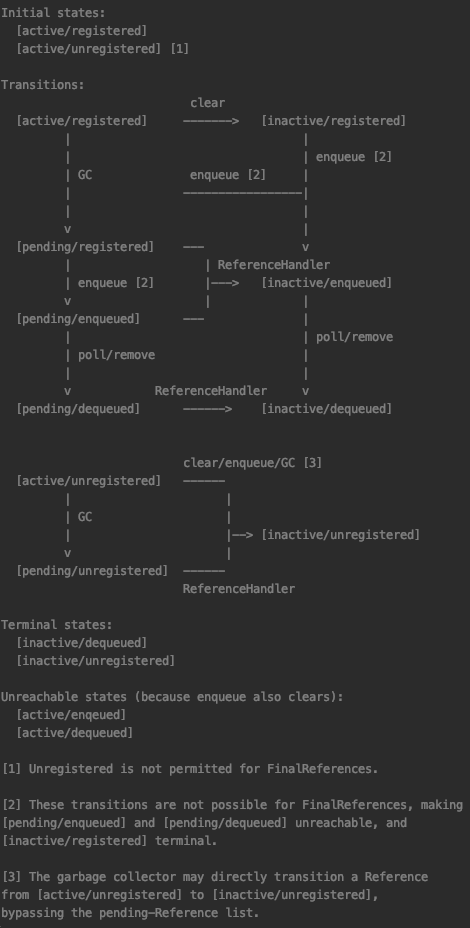 Initial states:
  [active/registered]
  [active/unregistered] [1]

Transitions:
                          clear
  [active/registered]     ------->   [inactive/registered]
         |                                 |
         |                                 | enqueue [2]
         | GC              enqueue [2]     |
         |                -----------------|
         |                                 |
         v                                 |
  [pending/registered]    ---              v
         |                   | ReferenceHandler
         | enqueue [2]       |--->   [inactive/enqueued]
         v                   |             |
  [pending/enqueued]      ---              |
         |                                 | poll/remove
         | poll/remove                     |
         |                                 |
         v            ReferenceHandler     v
  [pending/dequeued]      ------>    [inactive/dequeued]

                          clear/enqueue/GC [3]
  [active/unregistered]   ------
         |                      |
         | GC                   |
         |                      |--> [inactive/unregistered]
         v                      |
  [pending/unregistered]  ------
                          ReferenceHandler

Terminal states:
  [inactive/dequeued]
  [inactive/unregistered]

Unreachable states (because enqueue also clears):
  [active/enqeued]
  [active/dequeued]

[1] Unregistered is not permitted for FinalReferences.

[2] These transitions are not possible for FinalReferences, making
[pending/enqueued] and [pending/dequeued] unreachable, and
[inactive/registered] terminal.

[3] The garbage collector may directly transition a Reference
from [active/unregistered] to [inactive/unregistered],
bypassing the pending-Reference list.